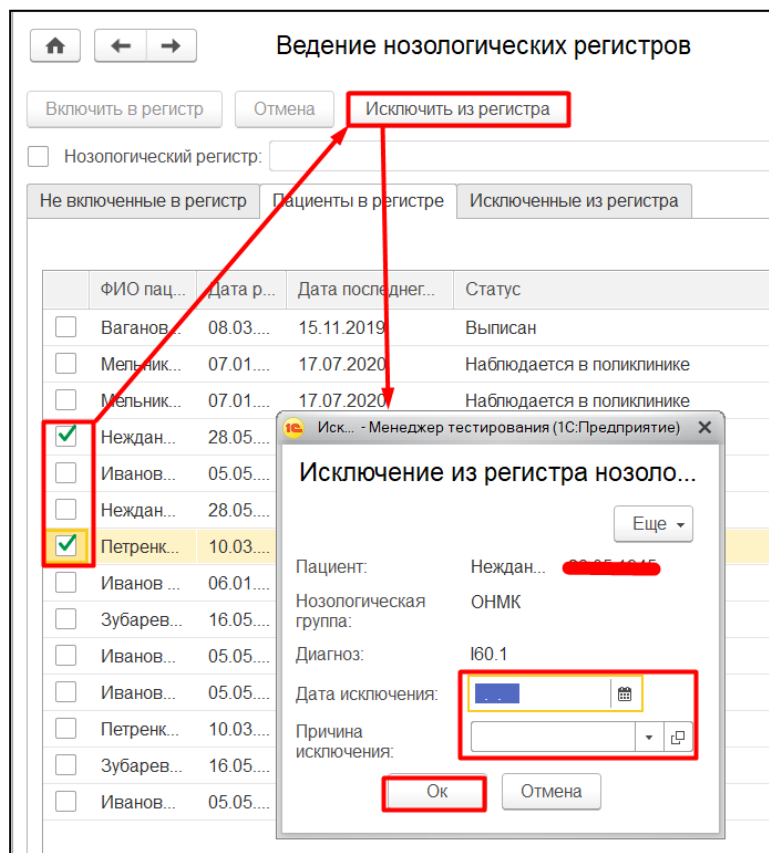 Ведение нозологических регистров
Включить в регистр Отмена Исключить из регистра
Нозологический регистр:
Не включенные в регистр Пациенты в регистре Исключенные из регистра
ФИО пац... Дата р... Дата последнег... Статус
Ваганов... 08.03.... 15.11.2019 Выписан
Мельник... 07.01.... 17.07.2020 Наблюдается в поликлинике
Мельник... 07.01.... 17.07.2020 Наблюдается в поликлинике
Неждан... 28.05....
Иванов... 05.05....
Неждан... 28.05....
Петренк... 10.03....
Иванов ... 06.01....
Зубарев... 16.05....
Иванов... 05.05....
Иванов... 05.05....
Петренк... 10.03....
Зубарев... 16.05....
Иванов... 05.05....
1С Иск... - Менеджер тестирования (1С:Предприятие)
Исключение из регистра нозоло...
Еще
Пациент: Неждан...
Нозологическая
группа:
ОНМК
Диагноз: I60.1
Дата исключения: . .
Причина
исключения:
Ок Отмена